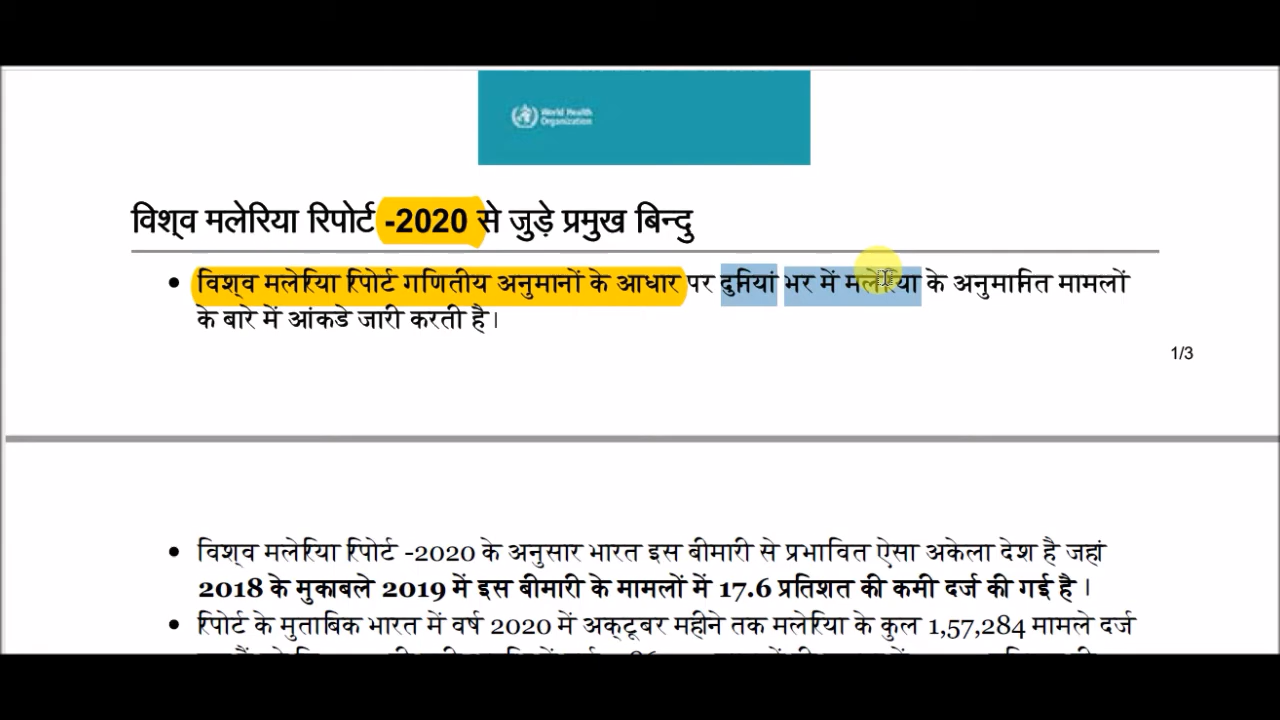 World Health
Organization
विश्व मलेरिया रिपोर्ट -2020 से जुड़े प्रमुख बिन्दु
• विश्व मलेरिया रिपोर्ट गणितीय अनुमानों के आधार पर दुनियां भर में मलेरिया के अनुमानित मामलों
के बारे में आंकडे जारी करती है।
1/3
• विश्व मलेरिया रिपोर्ट -2020 के अनुसार भारत इस बीमारी से प्रभावित ऐसा अकेला देश है जहां
2018 के मुकाबले 2019 में इस बीमारी के मामलों में 17.6 प्रतिशत की कमी दर्ज की गई है ।
• रिपोर्ट के मुताबिक भारत में वर्ष 2020 में अक्टूबर महीने तक मलेरिया के कुल 1,57,284 मामले दर्ज